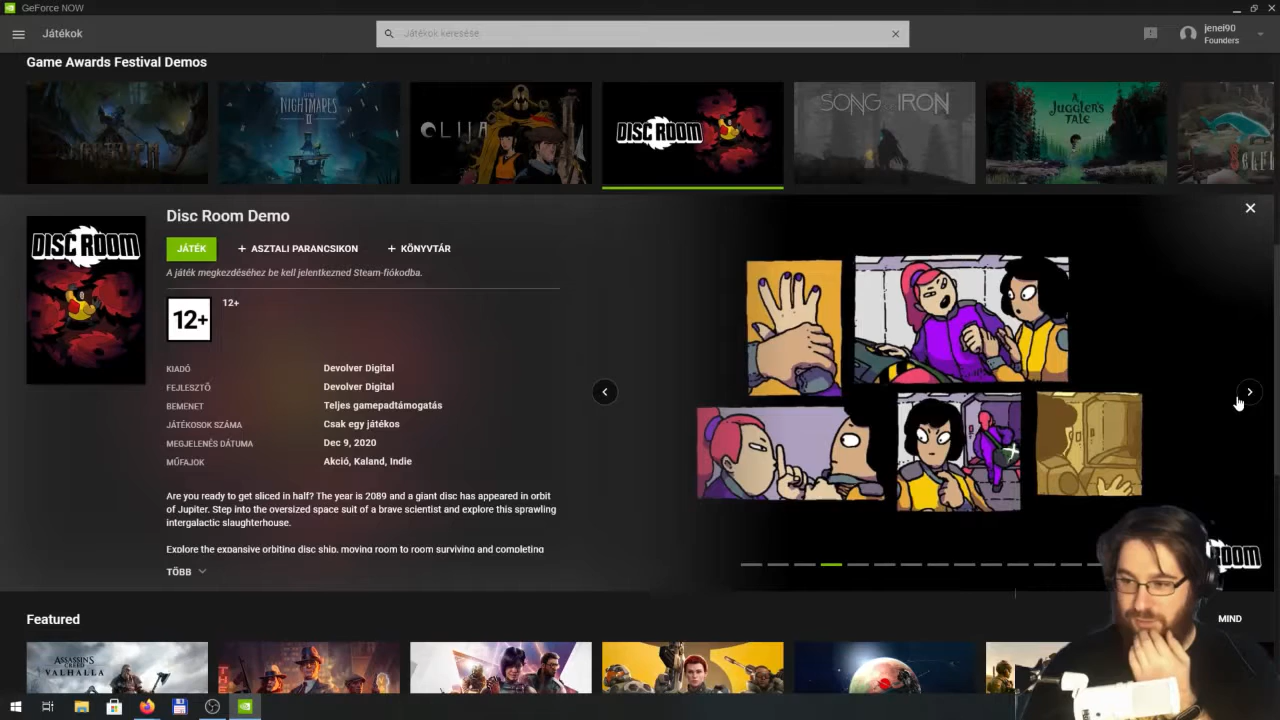 GeForce NOW
Játékok
Játékok keresése
jenei90
Founders
Game Awards Festival Demos
NIGHTMARES II
OLIJA
DISC ROOM
SONG OF IRON
A JUGGLER'S TALE
DISC ROOM
Disc Room Demo
JÁTÉK
+ ASZTALI PARANCSIKON
+ KÖNYVTÁR
A játék megkezdéséhez be kell jelentkezned Steam-fiókodba.
12+
12+
KIADÓ Devolver Digital
FEJLESZTŐ Devolver Digital
BEMENET Teljes gamepadtámogatás
JÁTÉKOSOK SZÁMA Csak egy játékos
MEGJELENÉS DÁTUMA Dec 9, 2020
MŰFAJOK Akció, Kaland, Indie
Are you ready to get sliced in half? The year is 2089 and a giant disc has appeared in orbit
of Jupiter. Step into the oversized space suit of a brave scientist and explore this sprawling
intergalactic slaughterhouse.
Explore the expansive orbiting disc ship, moving room to room surviving and completing
TÖBB
Featured
MIND
ASSASSIN'S CREED
VALHALLA